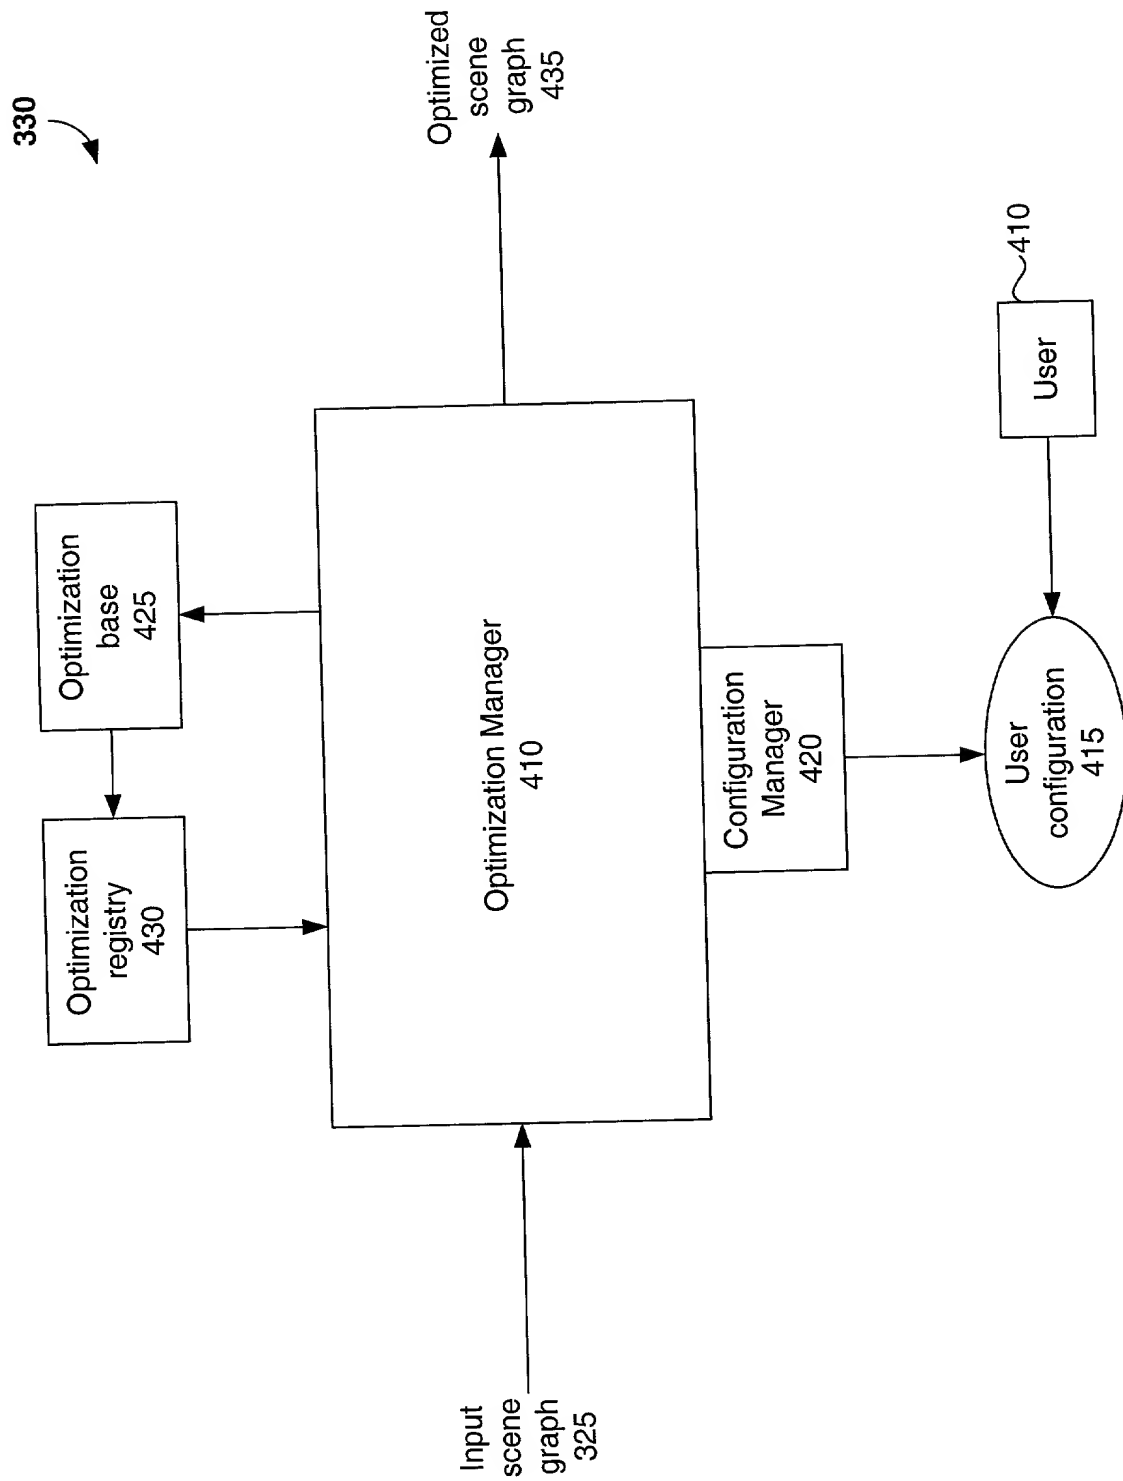 330
Optimization
registry
430
Optimization
base
425
Input
scene
graph
325
Optimization Manager
410
Optimized
scene
graph
435
Configuration
Manager
420
User
configuration
415
User
410